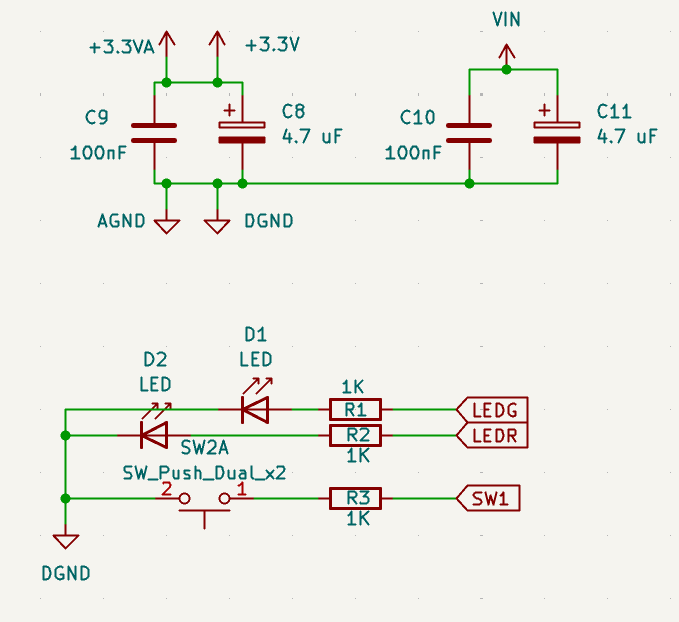 VIN
+3.3VA
+3.3V
C9
100nF
+
C8
4.7 uF
C10
100nF
+
C11
4.7 uF
AGND
DGND
D1
LED
D2
LED
1K
R1
LEDG
R2
LEDR
1K
SW2A
SW_Push_Dual_x2
2
1
R3
SW1
1K
DGND